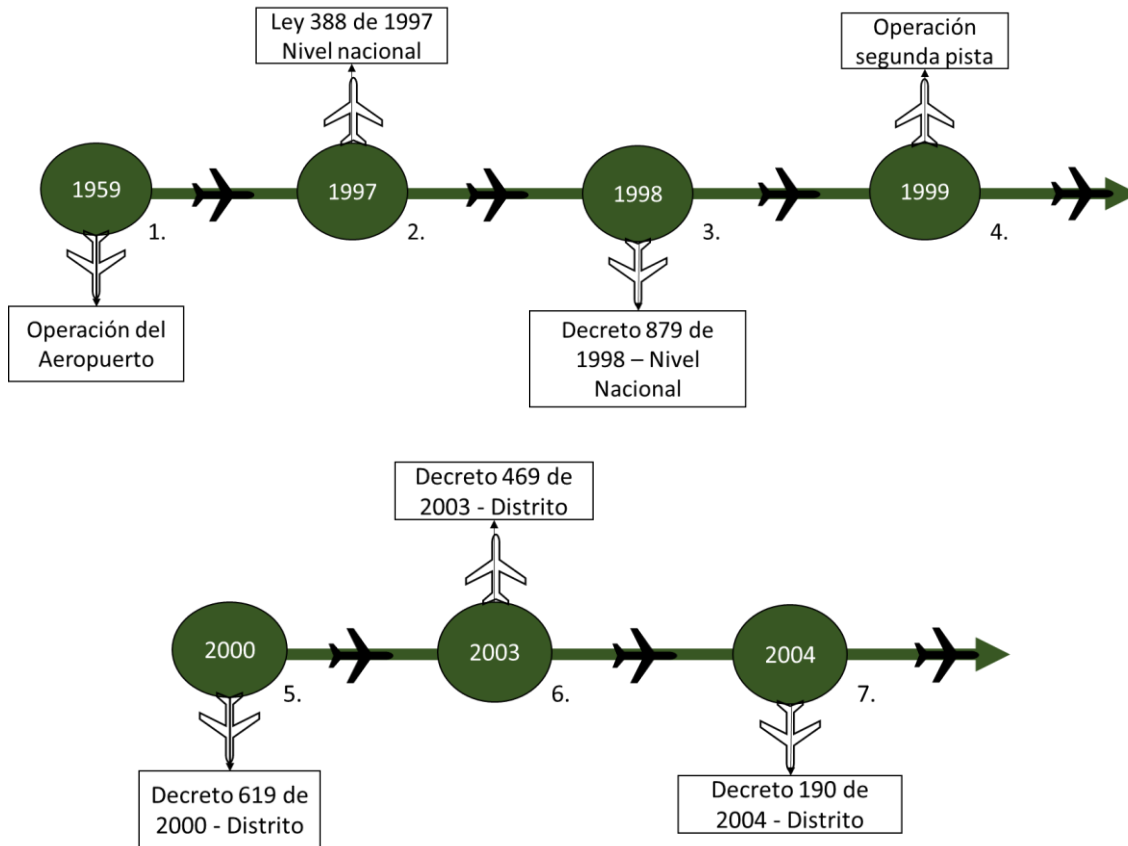 Ley 388 de 1997
Nivel nacional
Operación
segunda pista
1959
1997
1998
1999
1.
2.
3.
4.
Operación del
Aeropuerto
Decreto 879 de
1998 – Nivel
Nacional
Decreto 469 de
2003 - Distrito
2000
2003
2004
5.
6.
7.
Decreto 619 de
2000 - Distrito
Decreto 190 de
2004 - Distrito